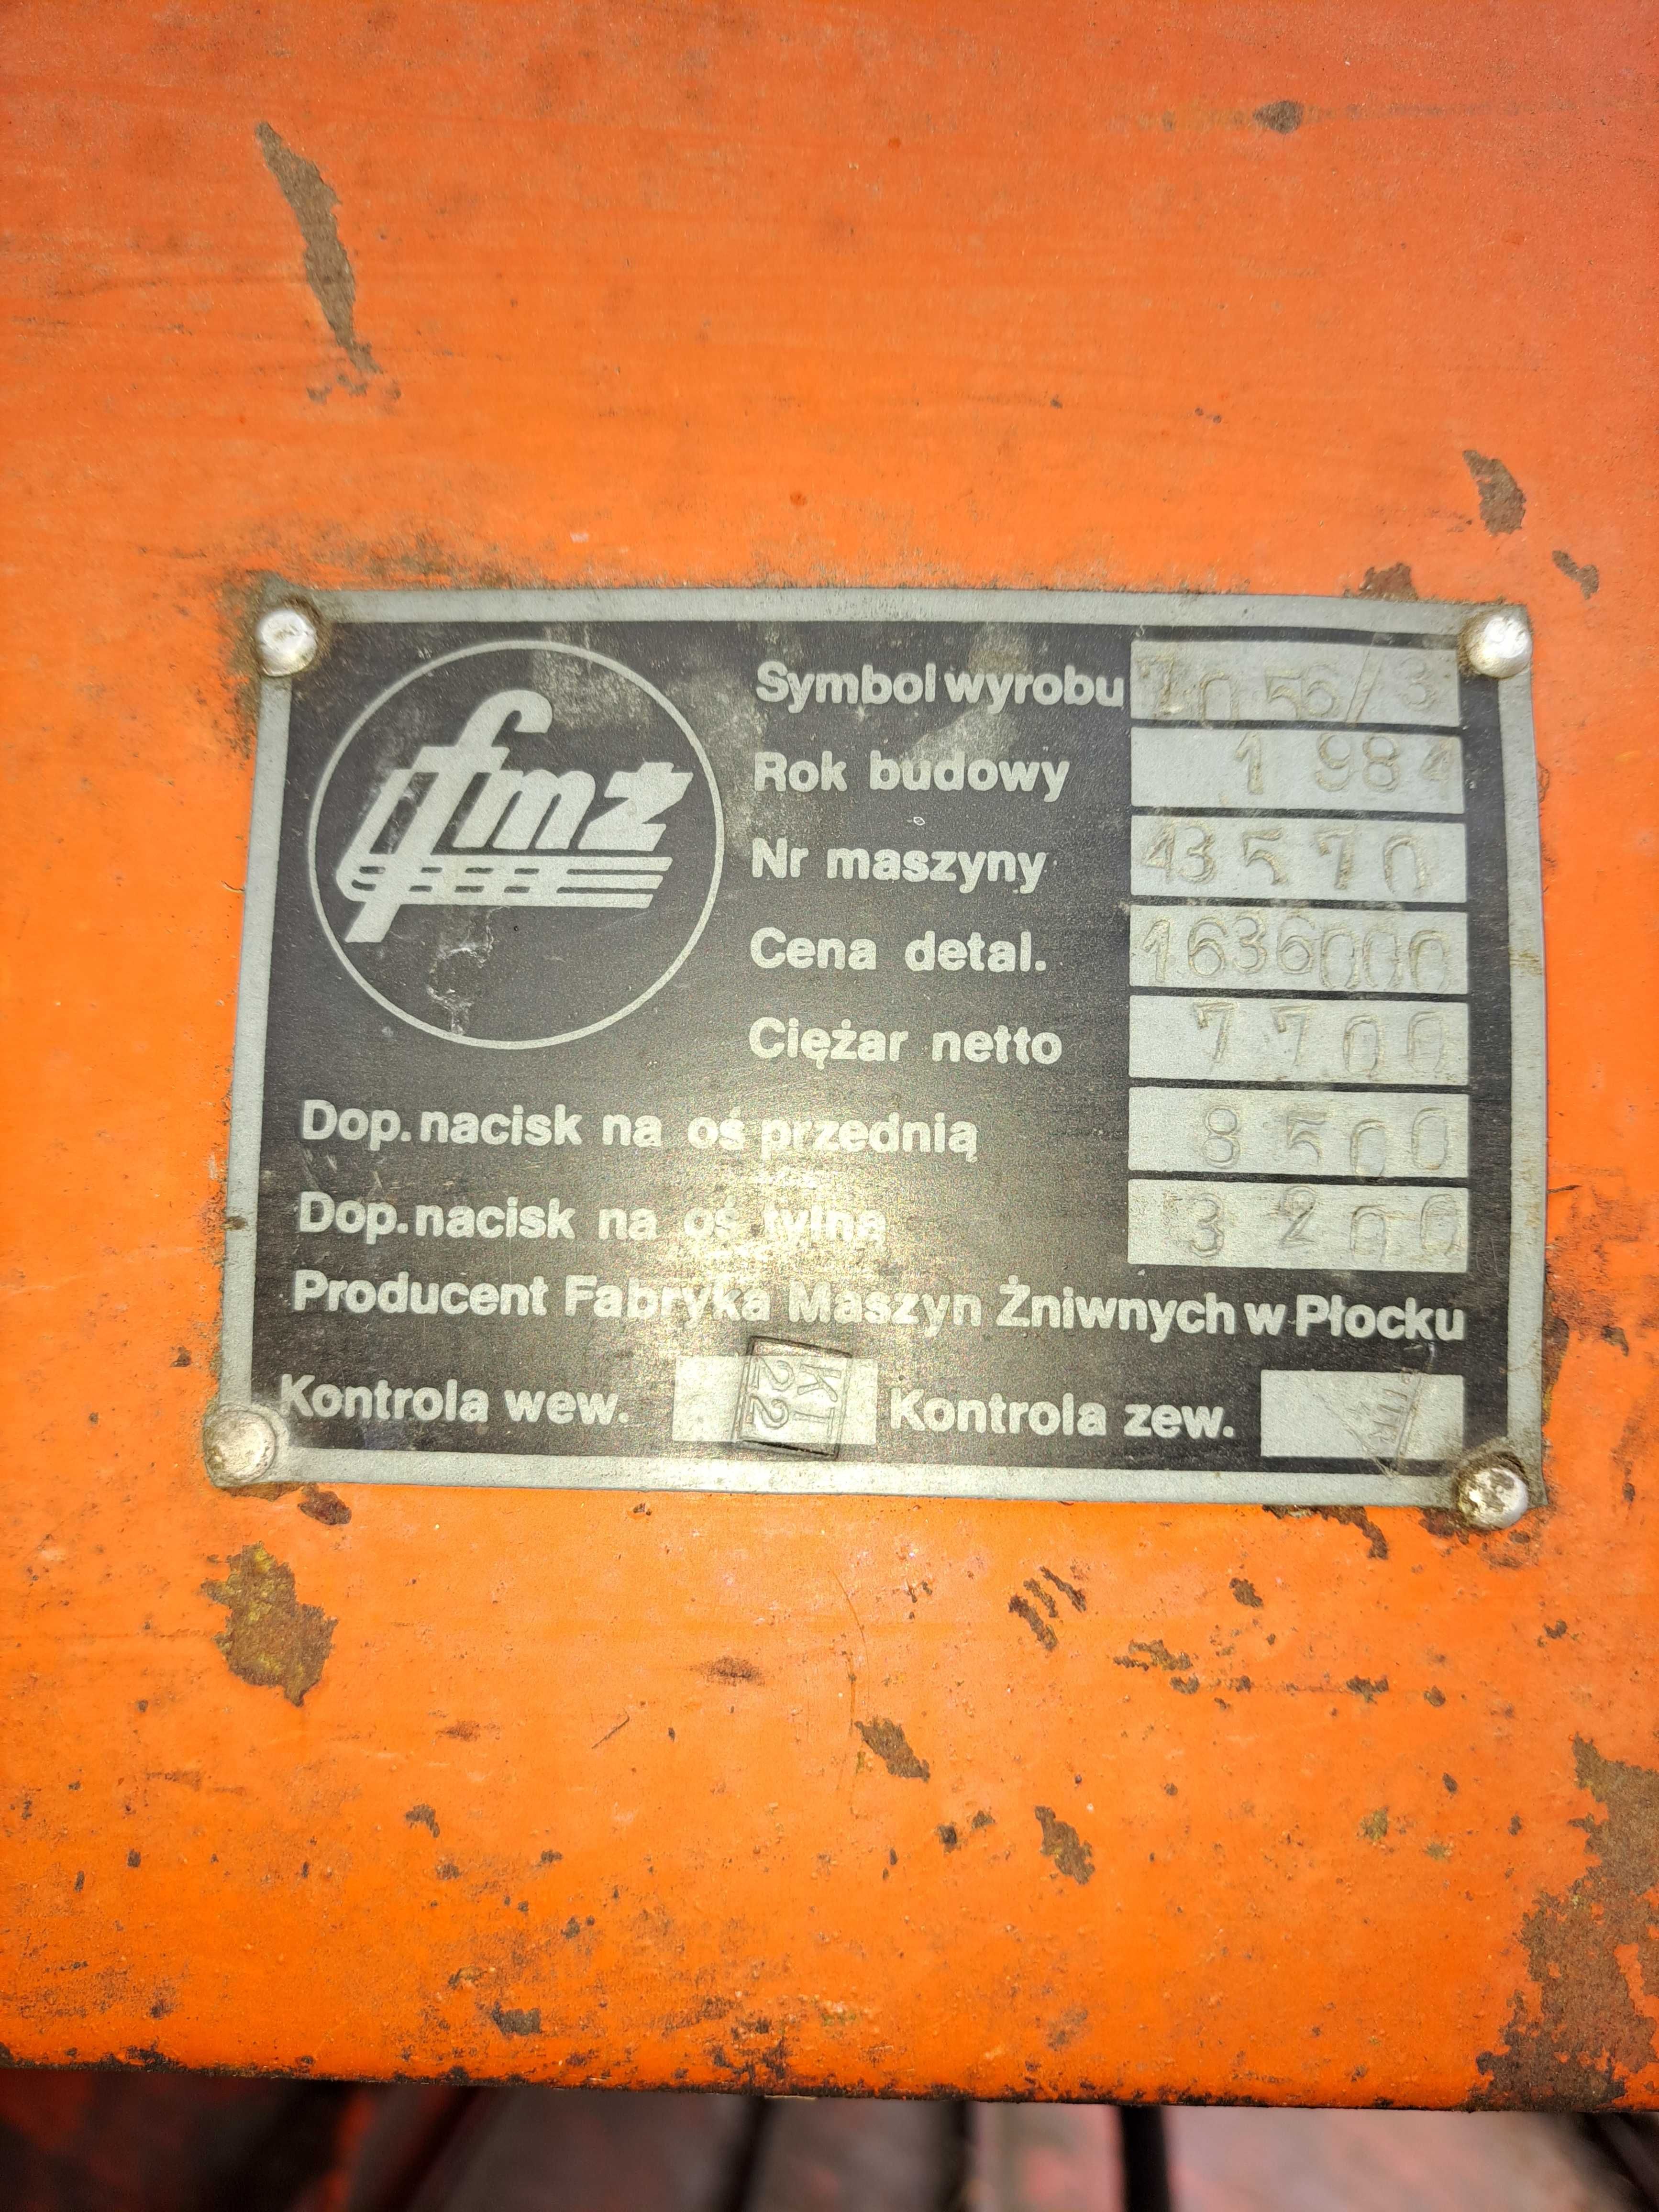 fmż
Symbol wyrobu 7056/3
Rok budowy 1984
Nr maszyny 43570
Cena detal. 1636000
Ciężar netto 7700
Dop. nacisk na oś przednią 8500
Dop. nacisk na oś tylną 3200
Producent Fabryka Maszyn Żniwnych w Płocku
Kontrola wew. KT 22 Kontrola zew.